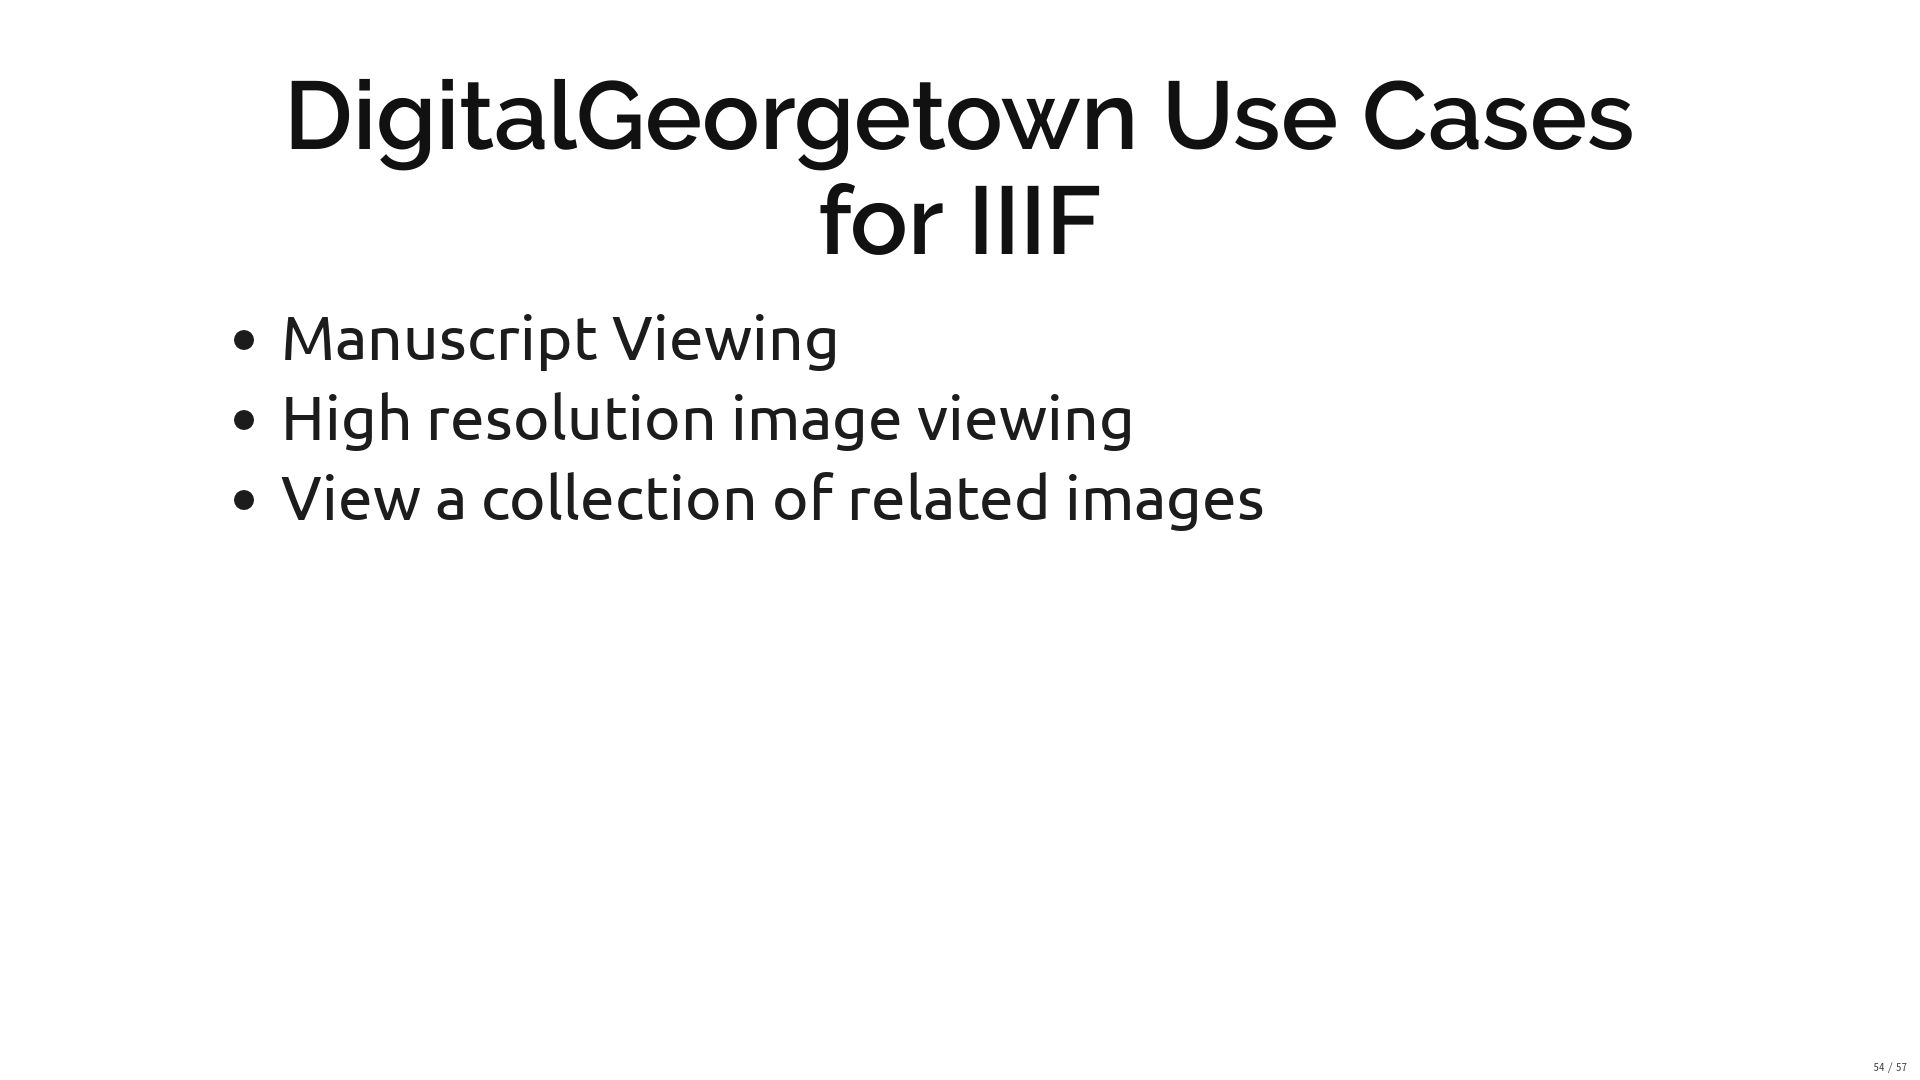 DigitalGeorgetown Use Cases
for IIIF
• Manuscript Viewing
• High resolution image viewing
• View a collection of related images
54 / 57